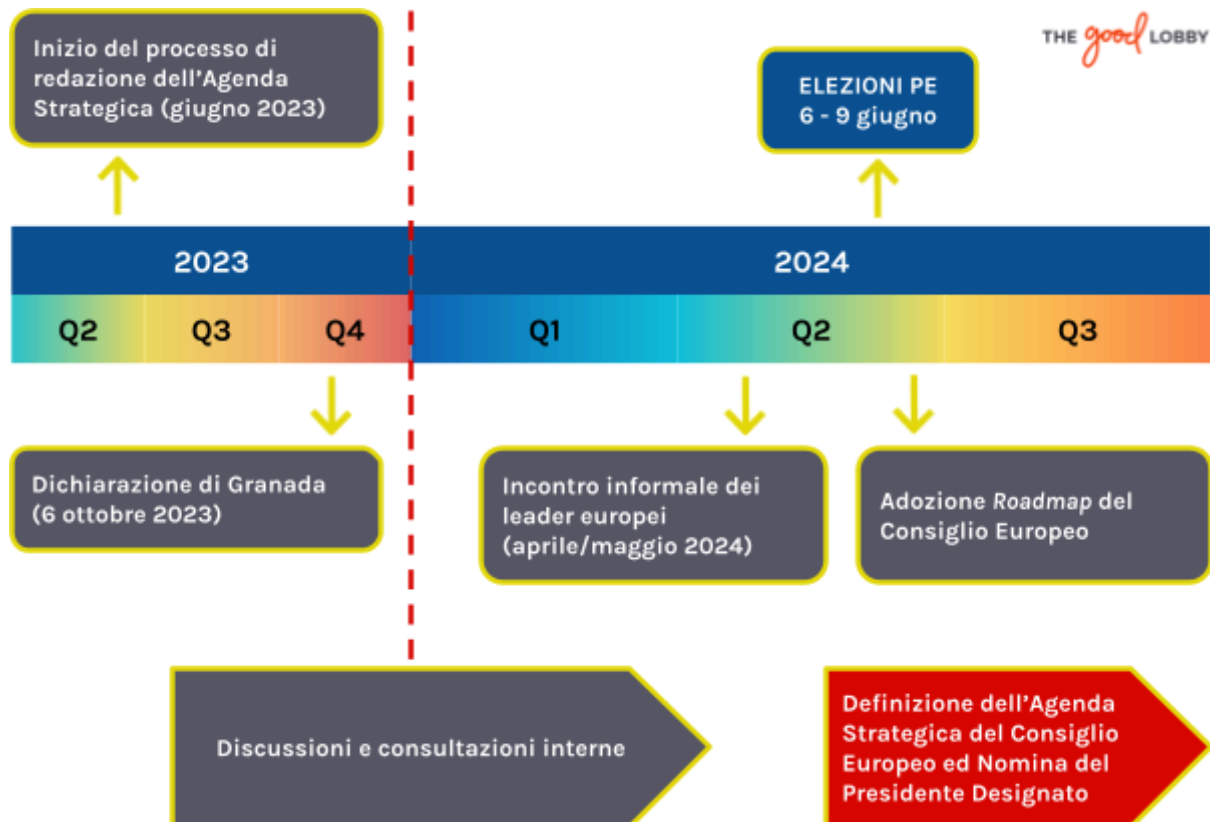 Inizio del processo di
redazione dell'Agenda
Strategica (giugno 2023)
THE good LOBBY
ELEZIONI PE
6 - 9 giugno
2023
2024
Q2
Q3
Q4
Q1
Q2
Q3
Dichiarazione di Granada
(6 ottobre 2023)
Incontro informale dei
leader europei
(aprile/maggio 2024)
Adozione Roadmap del
Consiglio Europeo
Discussioni e consultazioni interne
Definizione dell'Agenda
Strategica del Consiglio
Europeo ed Nomina del
Presidente Designato